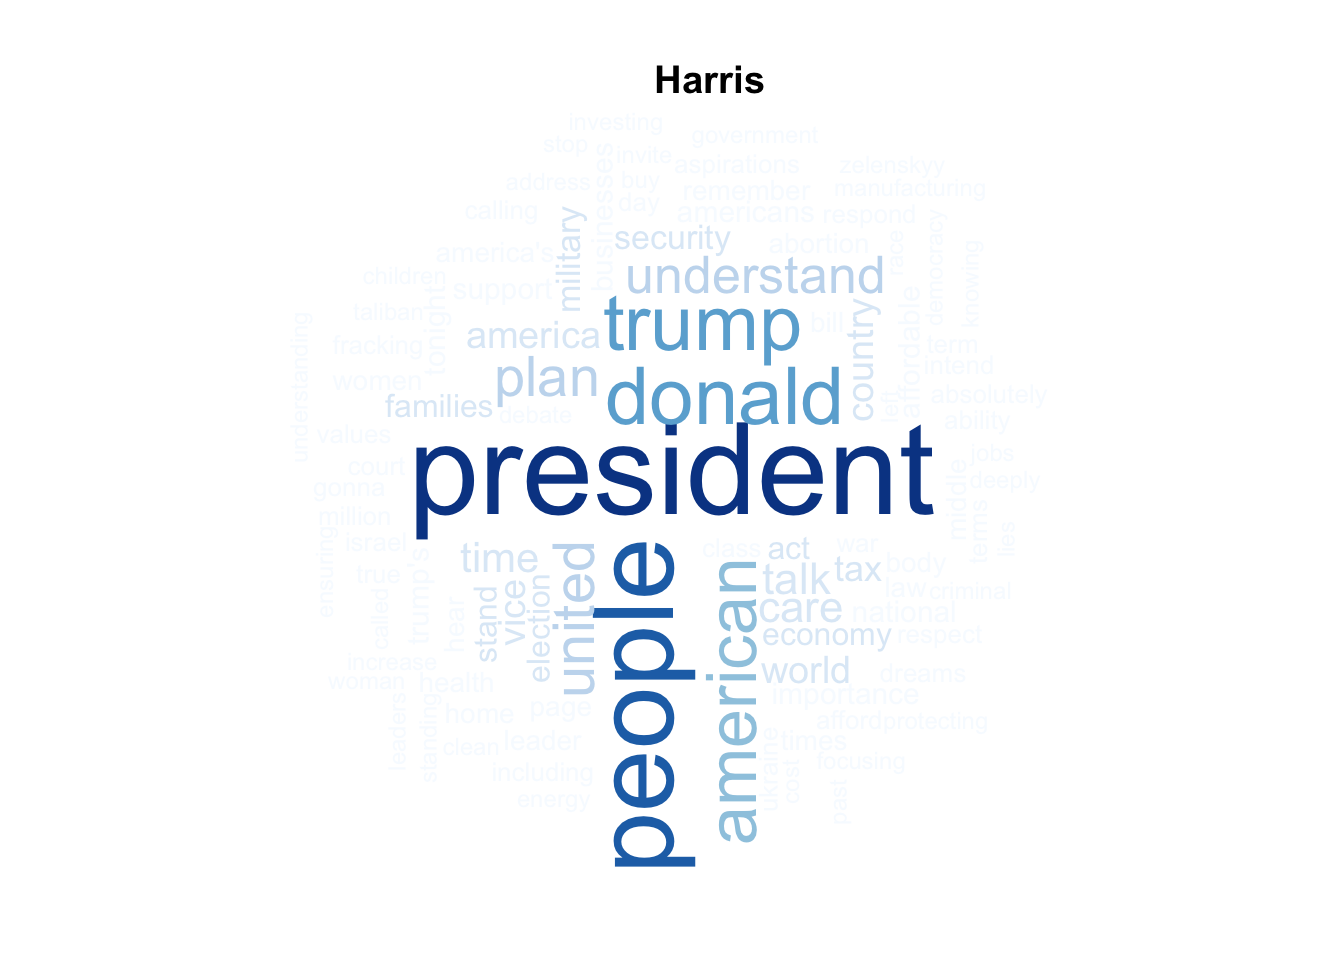 Harris
investing
government
stop
invite
aspirations
zelenskyy
address
buy
remember
manufacturing
businesses
day
calling
americans
respond
military
security
abortion
race
democracy
knowing
america's
children
support
understand
taliban
tonight
trump
bill
country
affordable
fracking
america
term
intend
understanding
women
plan
donald
left
absolutely
families
debate
ability
values
president
court
jobs
gonna
middle
deeply
million
terms
lies
israel
time
united
people
class
act
war
ensuring
true
talk
tax
body
american
law
criminal
called
trump's
hear
stand
vice
election
care
national
economy
respect
increase
woman
health
world
dreams
importance
leaders
standing
home
page
afford
protecting
clean
leader
ukraine
times
including
cost
focusing
energy
past